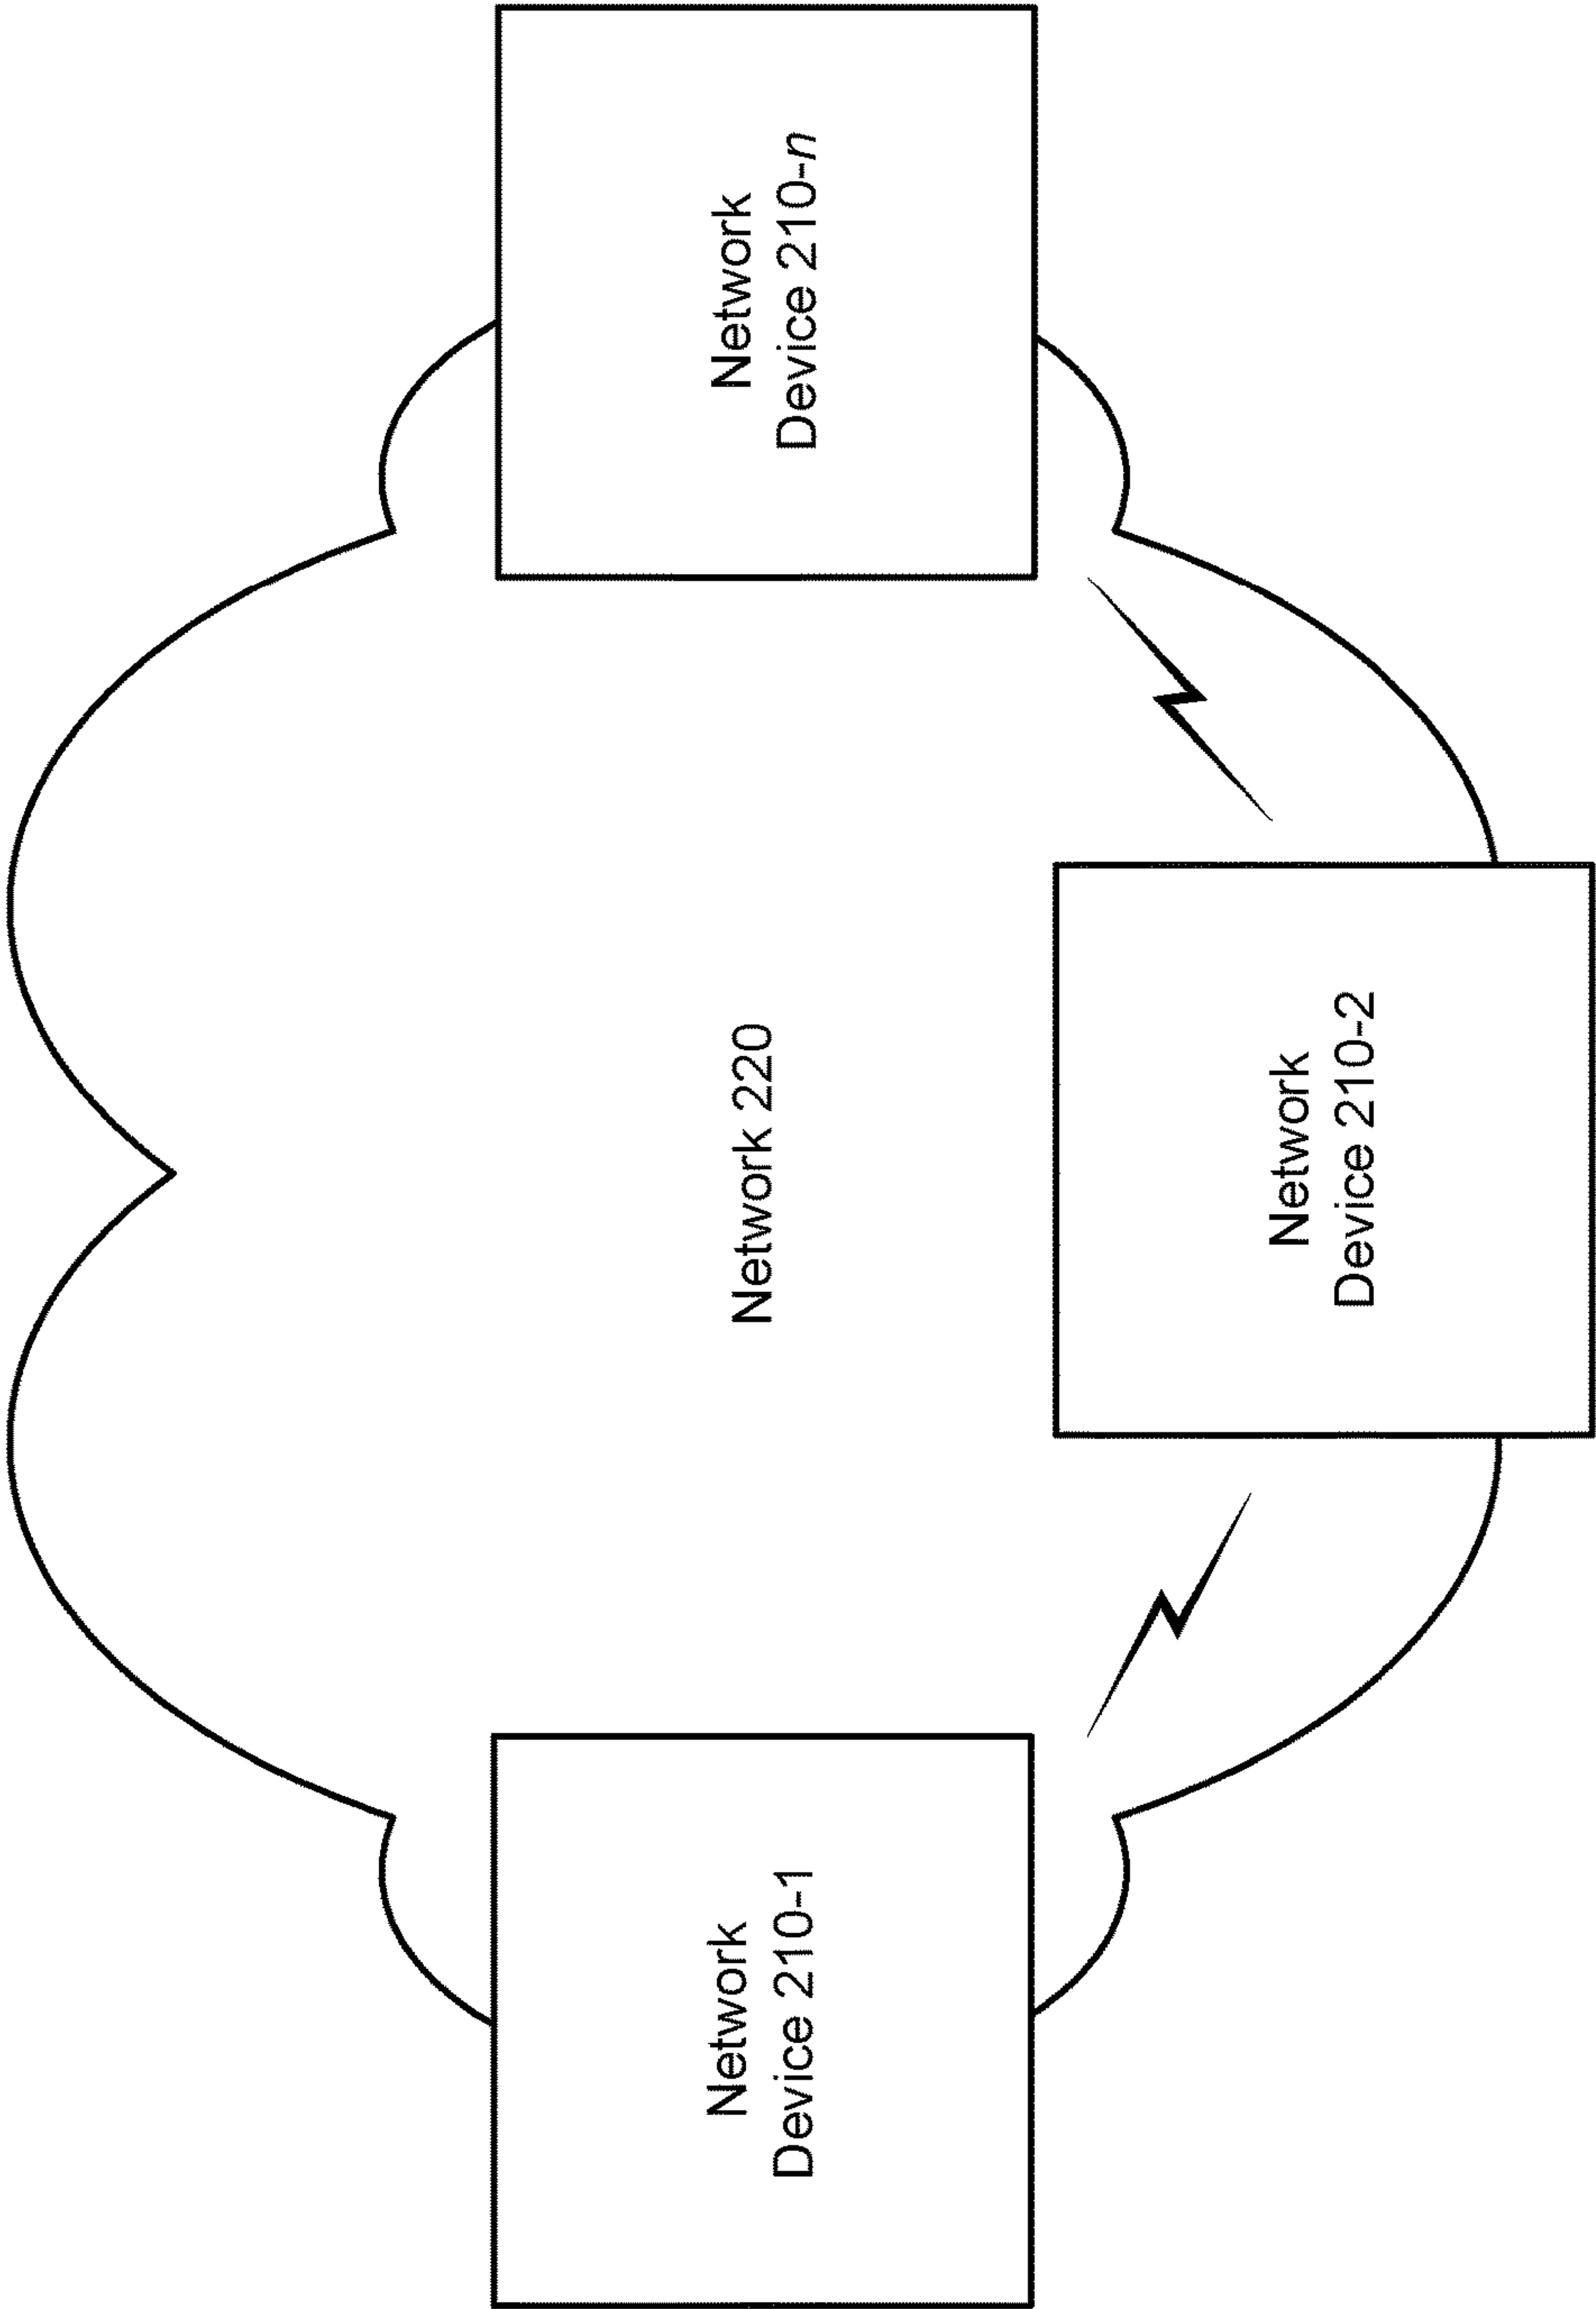 Network
Device 210-1
Network 220
Network
Device 210-2
Network
Device 210-n